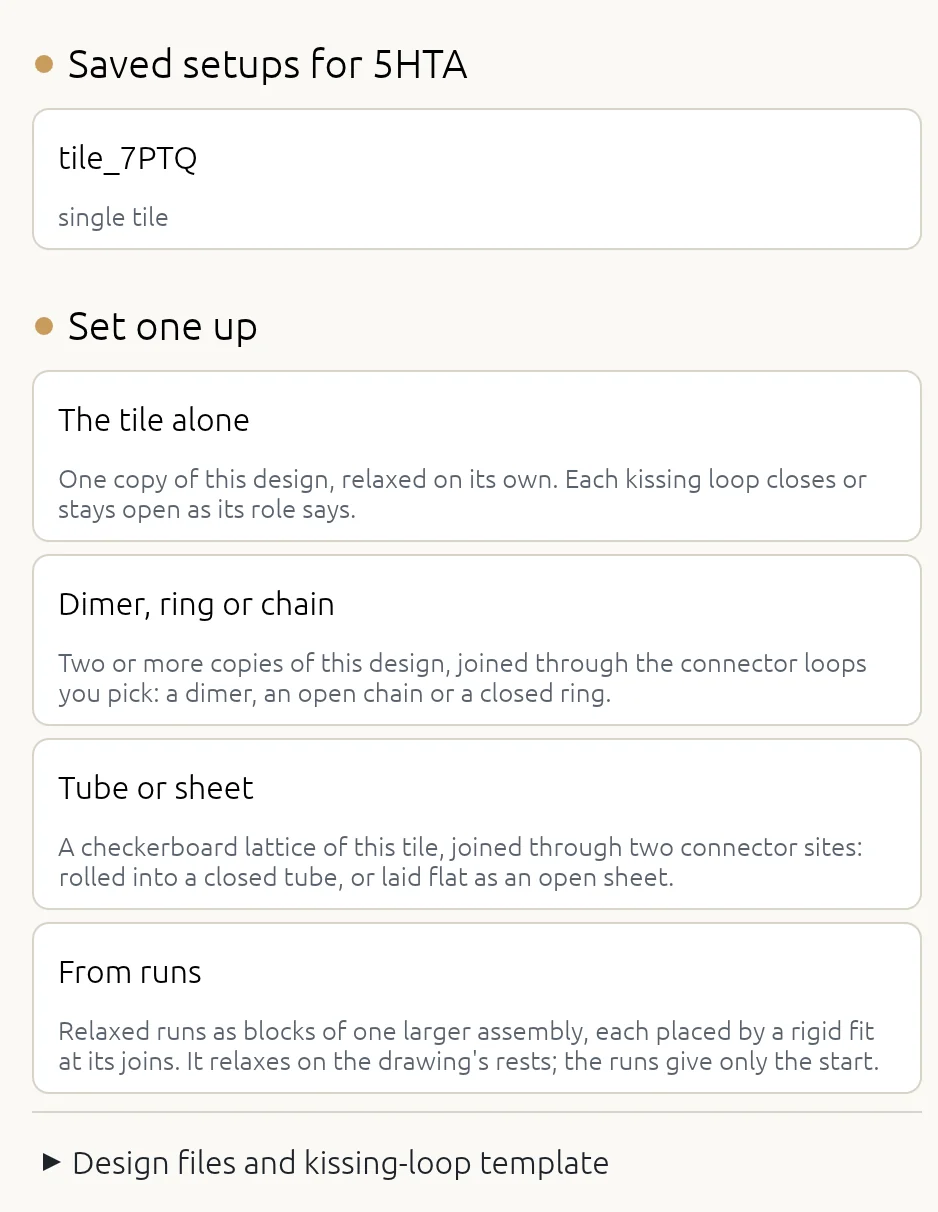 Saved setups for 5HTA
tile_7PTQ
single tile
Set one up
The tile alone
One copy of this design, relaxed on its own. Each kissing loop closes or
stays open as its role says.
Dimer, ring or chain
Two or more copies of this design, joined through the connector loops
you pick: a dimer, an open chain or a closed ring.
Tube or sheet
A checkerboard lattice of this tile, joined through two connector sites:
rolled into a closed tube, or laid flat as an open sheet.
From runs
Relaxed runs as blocks of one larger assembly, each placed by a rigid fit
at its joins. It relaxes on the drawing's rests; the runs give only the start.
Design files and kissing-loop template